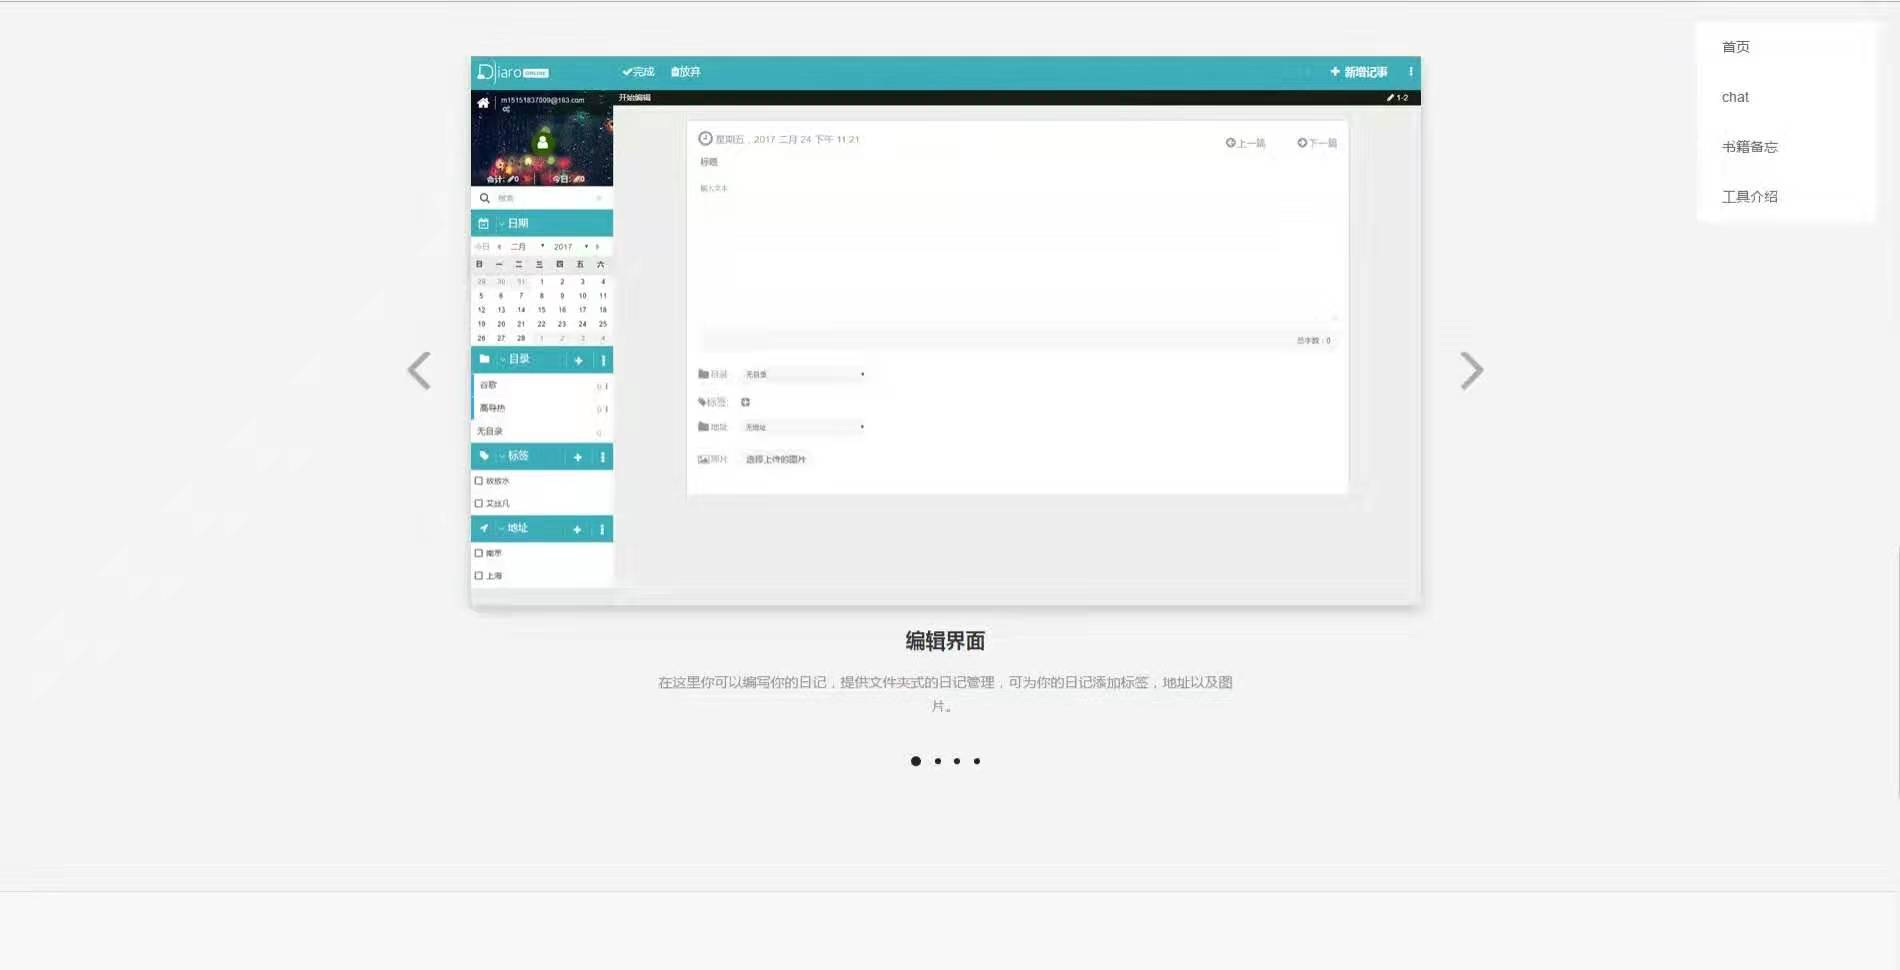 首页
chat
书籍备忘
工具介绍
Diaro ONLINE
完成 放弃
新增记事
m15151837009@163.com
开始编辑
1-2
合计: 0 今日: 0
搜索
日期
今日 二月 2017
日 一 二 三 四 五 六
29 30 31 1 2 3 4
5 6 7 8 9 10 11
12 13 14 15 16 17 18
19 20 21 22 23 24 25
26 27 28 1 2 3 4
目录
谷歌 0
高导热 0
无目录 0
标签
放放水
地址
南京
上海
星期五 , 2017 二月 24 下午 11:21
上一篇 下一篇
标题
输入文本
总字数 : 0
目录: 无目录
标签:
地址: 无地址
照片: 选择上传的图片
编辑界面
在这里你可以编写你的日记，提供文件夹式的日记管理，可为你的日记添加标签，地址以及图
片。